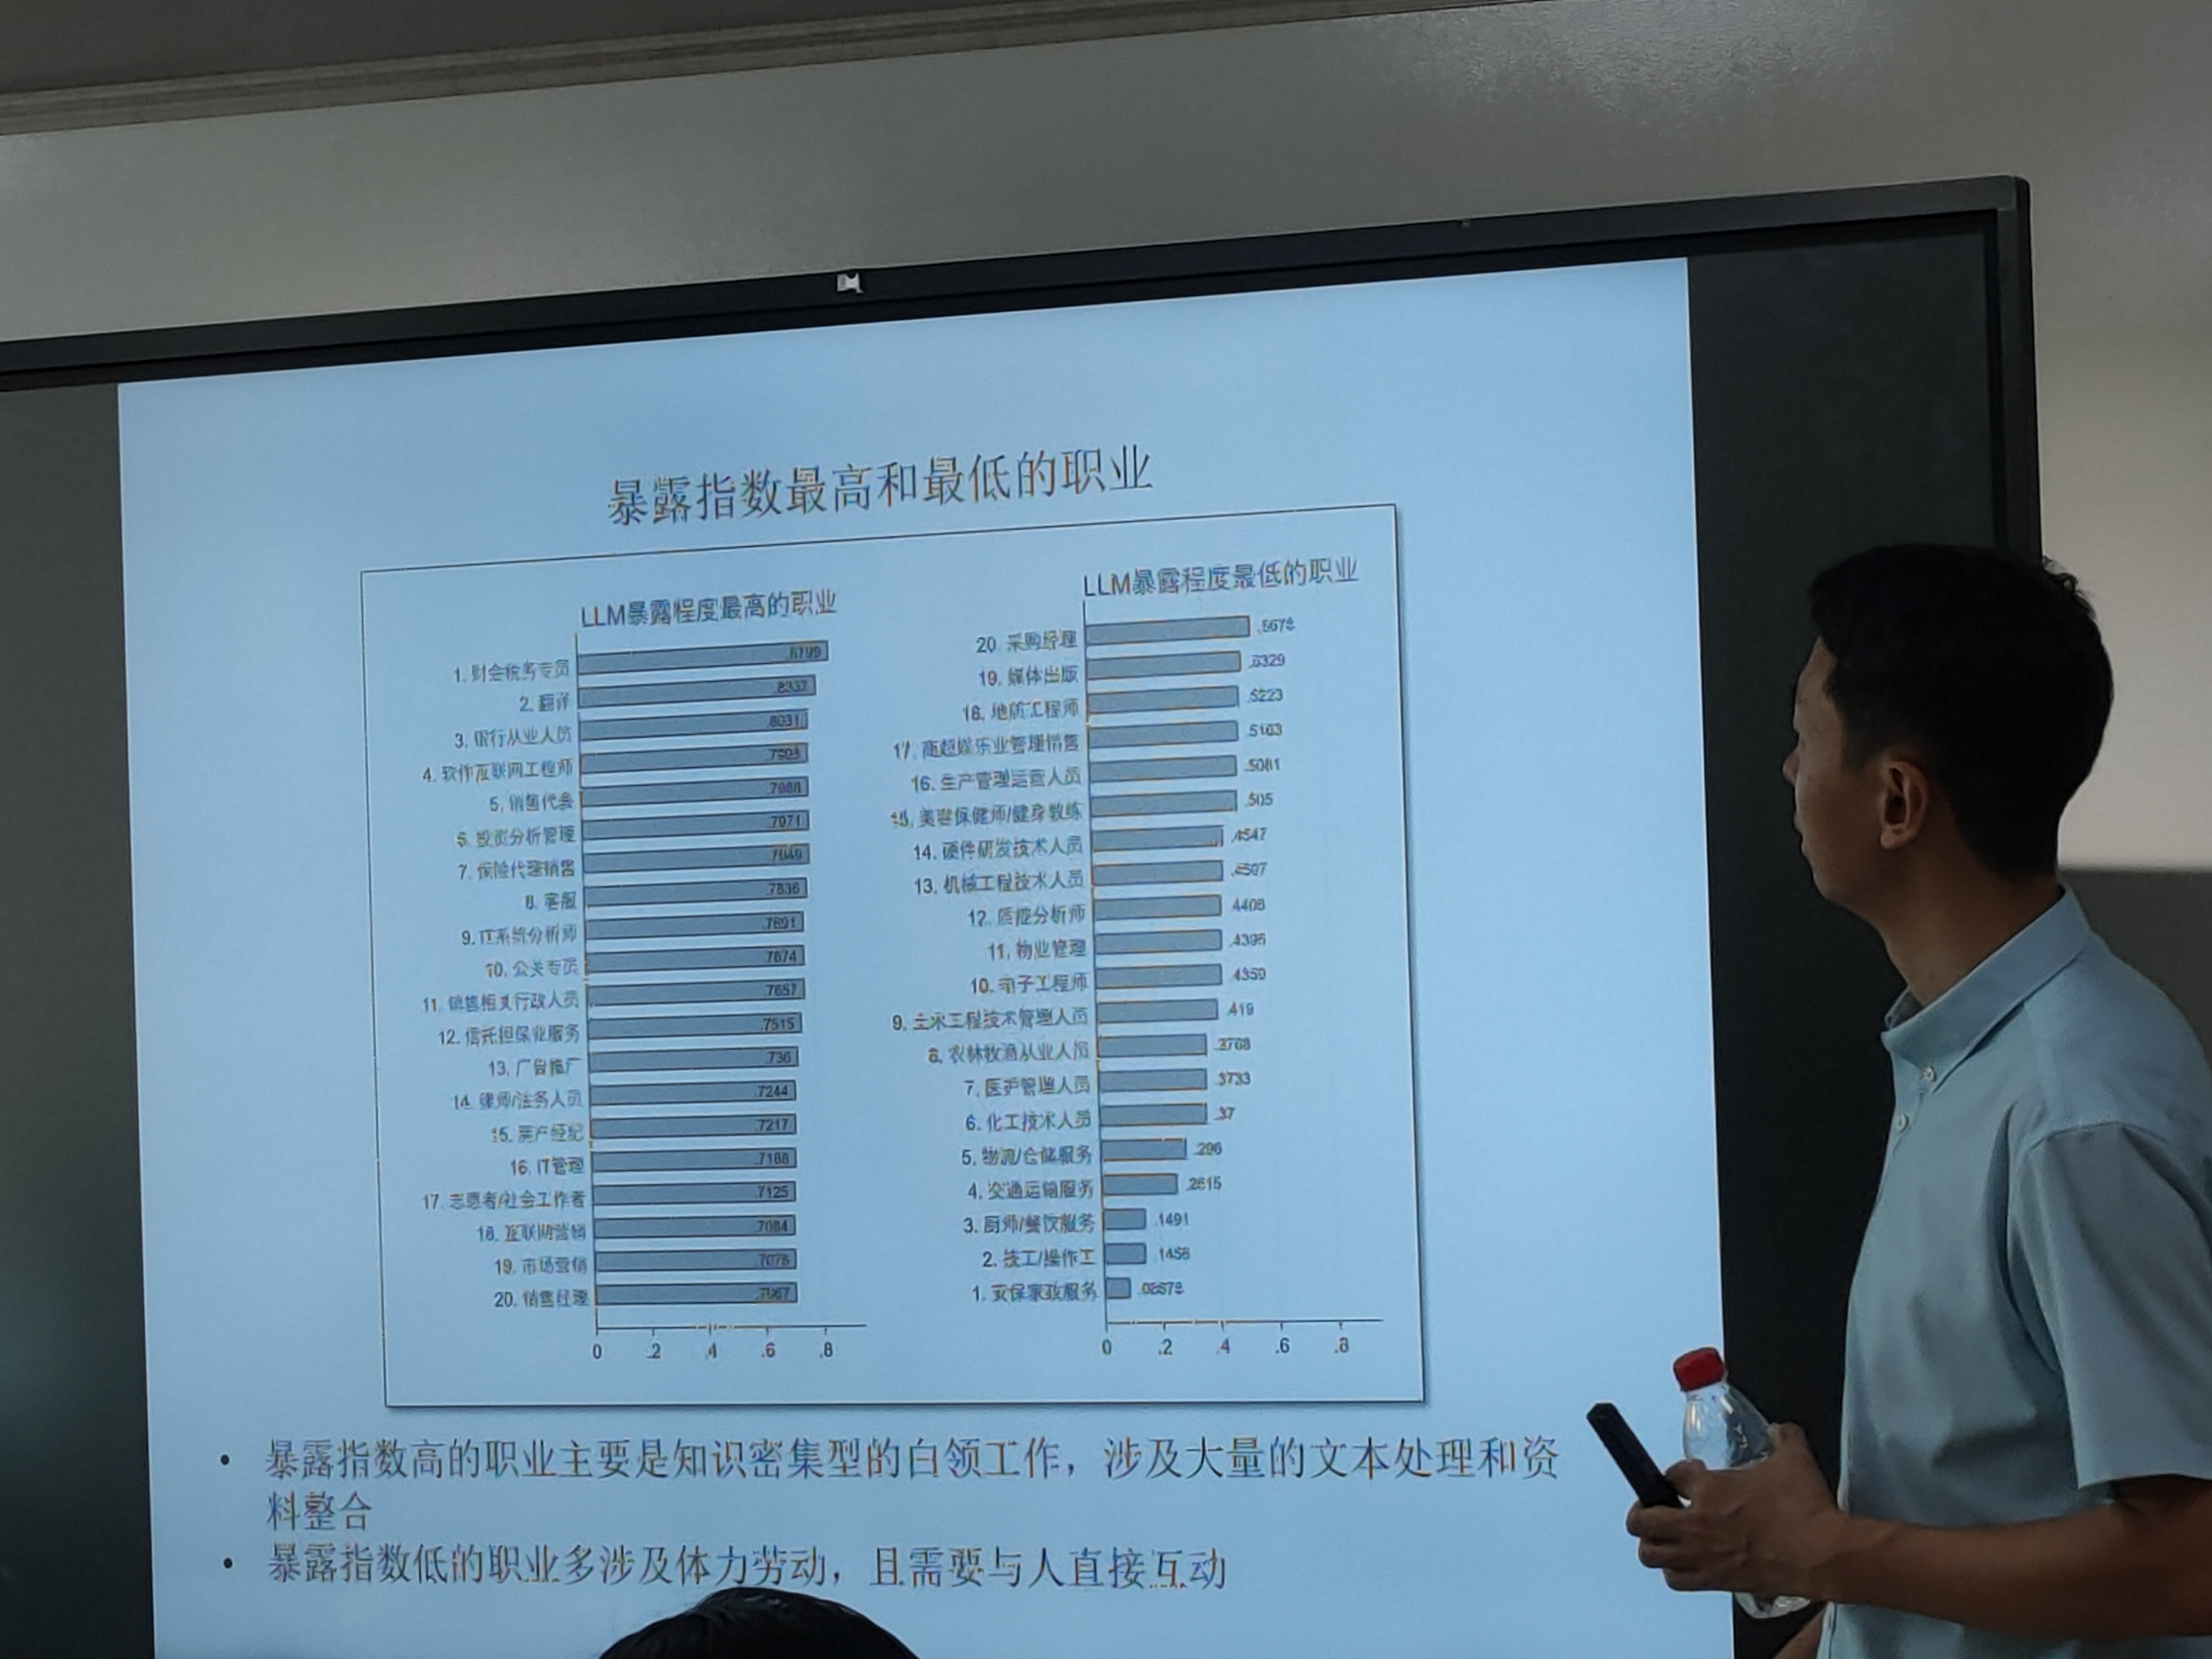 暴露指数最高和最低的职业
LLM暴露程度最高的职业
1. 财会税务专员
2. 翻译 .8337
3. 银行从业人员 .8031
4. 软件互联网工程师
5. 销售代表
6. 投资分析管理 .7971
7. 保险代理销售
8. 客服 .7836
9. IT系统分析师 .7691
10. 公关专员 .7674
11. 销售相关行政人员 .7657
12. 信托担保业服务 .7515
13. 广告推广 .736
14. 律师/法务人员 .7244
15. 房产经纪 .7217
16. IT管理 .7188
17. 志愿者/社会工作者 .7125
18. 互联网营销 .7084
19. 市场营销 .7078
20. 销售经理
0 .2 .4 .6 .8
LLM暴露程度最低的职业
20. 采购经理
19. 媒体出版 .5329
18. 地质工程师 .5223
17. 商超娱乐业管理销售 .5103
16. 生产管理运营人员 .5081
15. 美容保健师/健身教练 .505
14. 硬件研发技术人员 .4547
13. 机械工程技术人员 .4507
12. 质控分析师 .4408
11. 物业管理 .4395
10. 电子工程师 .4359
9. 土木工程技术管理人员 .419
8. 农林牧渔从业人员 .3768
7. 医护管理人员 .3733
6. 化工技术人员 .37
5. 物流/仓储服务 .296
4. 交通运输服务 .2615
3. 厨师/餐饮服务 .1491
2. 技工/操作工 .1456
1. 安保家政服务
0 .2 .4 .6 .8
• 暴露指数高的职业主要是知识密集型的白领工作，涉及大量的文本处理和资
料整合
• 暴露指数低的职业多涉及体力劳动，且需要与人直接互动